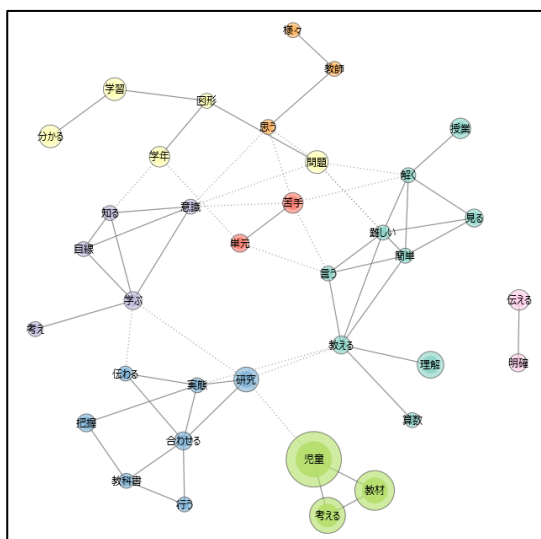 様々
教師
学習
図形
分かる
思う
授業
学年
問題
解く
知る
意識
苦手
見る
難しい
目線
単元
簡単
言う
学ぶ
伝える
考え
教える
明確
理解
伝わる
実態
研究
把握
算数
合わせる
児童
教科書
教材
行う
考える